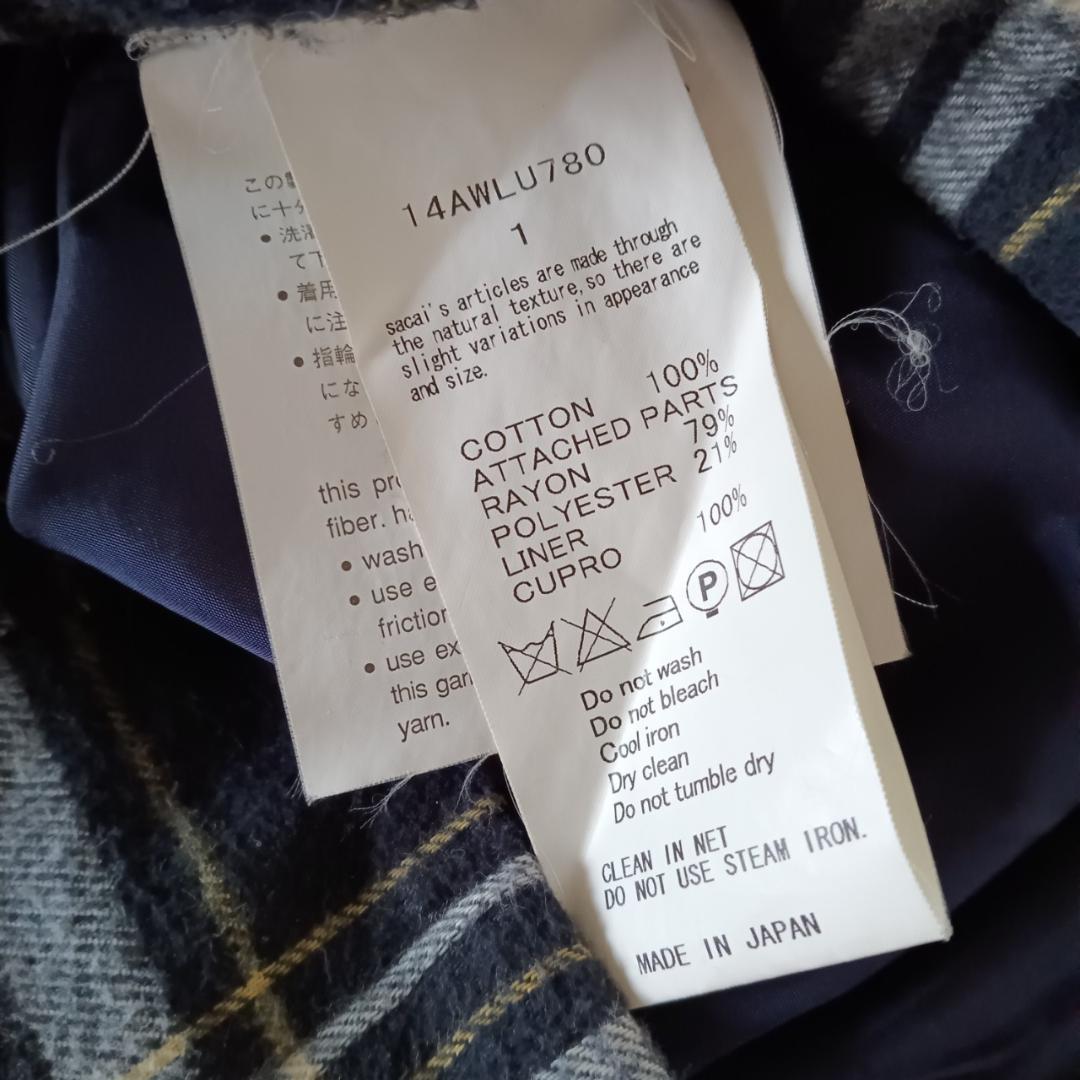 この
に十分
● 洗濯
て下
● 着用
に注
● 指輪
にな
すめ
this pr
fiber. ha
● wash
● use e
friction
● use ex
this gar
yarn.
14AWLU780
1
sacai's articles are made through
the natural texture,so there are
slight variations in appearance
and size.
COTTON 100%
ATTACHED PARTS
RAYON 79%
POLYESTER 21%
LINER
CUPRO 100%
P
Do not wash
Do not bleach
Cool iron
Dry clean
Do not tumble dry
CLEAN IN NET
DO NOT USE STEAM IRON.
MADE IN JAPAN